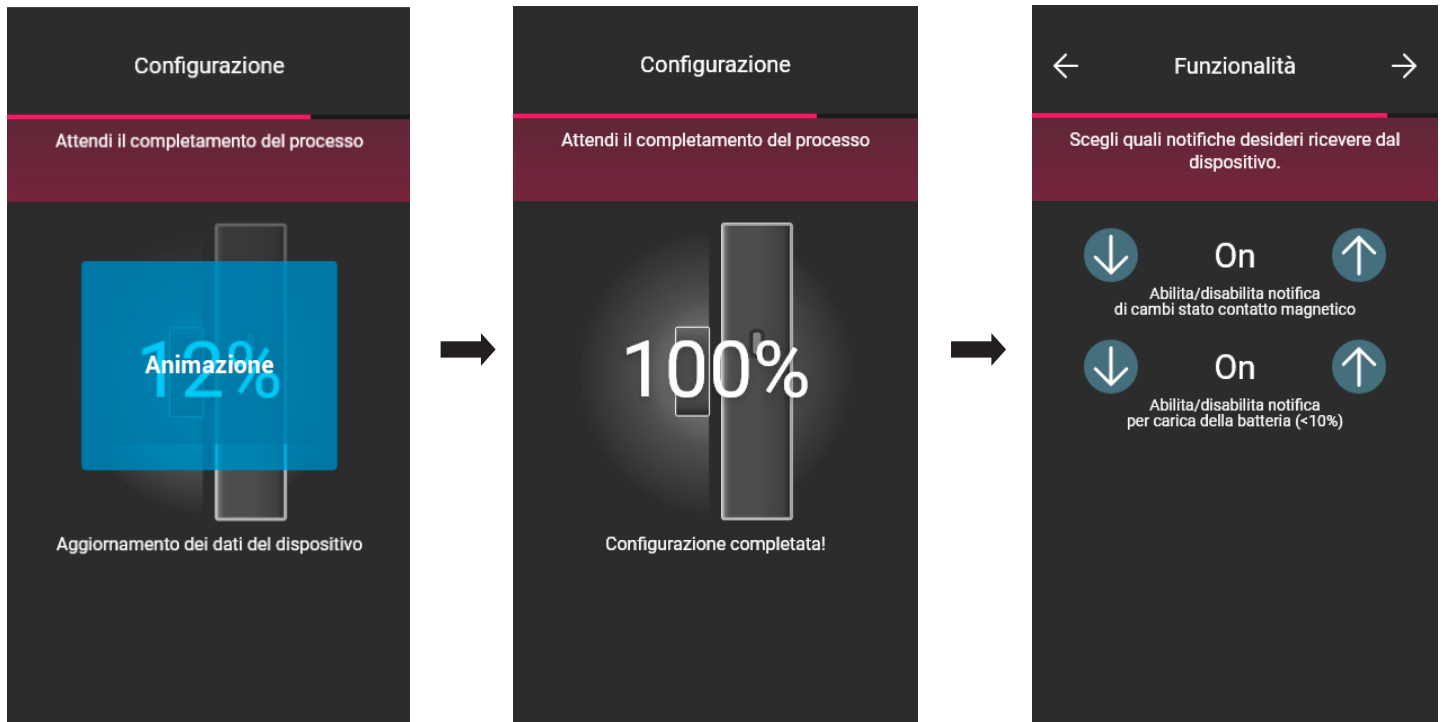 Configurazione
Attendi il completamento del processo
12%
Animazione
Aggiornamento dei dati del dispositivo
Configurazione
Attendi il completamento del processo
100%
Configurazione completata!
Funzionalità
Scegli quali notifiche desideri ricevere dal
dispositivo.
On
Abilita/disabilita notifica
di cambi stato contatto magnetico
On
Abilita/disabilita notifica
per carica della batteria (<10%)